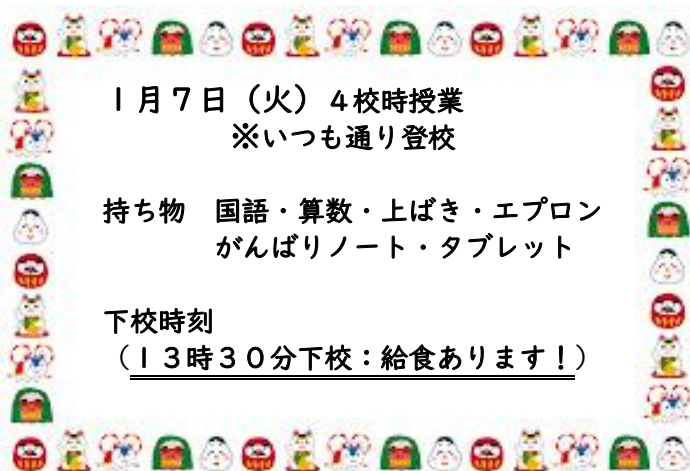 １月７日（火）４校時授業
※いつも通り登校
持ち物　国語・算数・上ばき・エプロン
がんばりノート・タブレット
下校時刻
（１３時３０分下校：給食あります！）